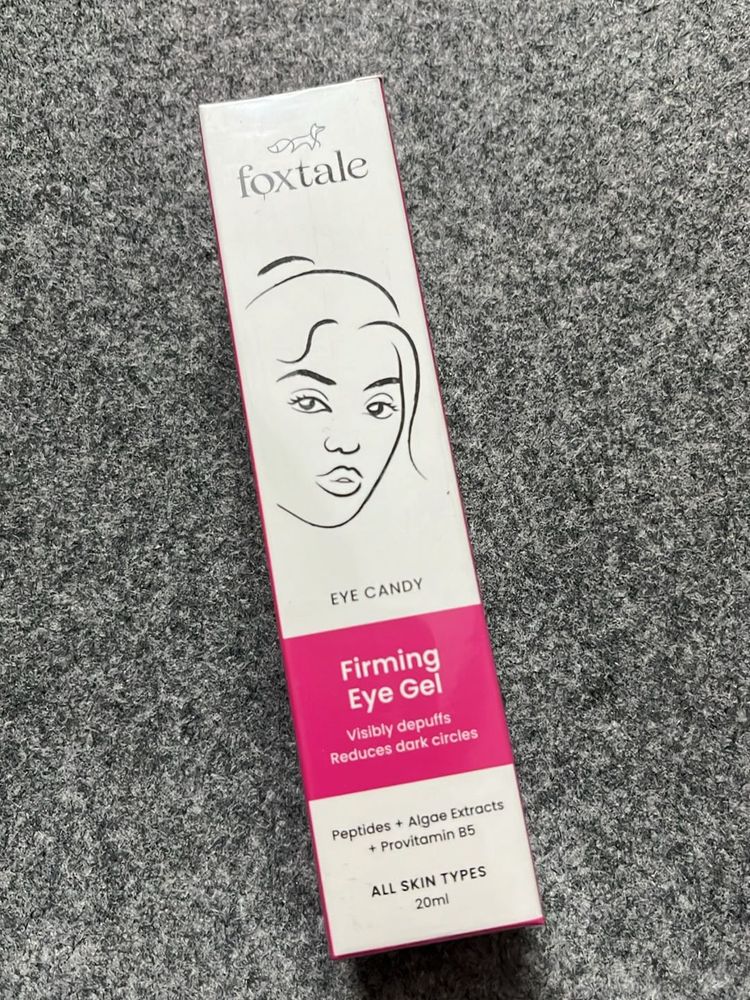 foxtale
EYE CANDY
Firming
Eye Gel
Visibly depuffs
Reduces dark circles
Peptides + Algae Extracts
+ Provitamin B5
ALL SKIN TYPES
20ml